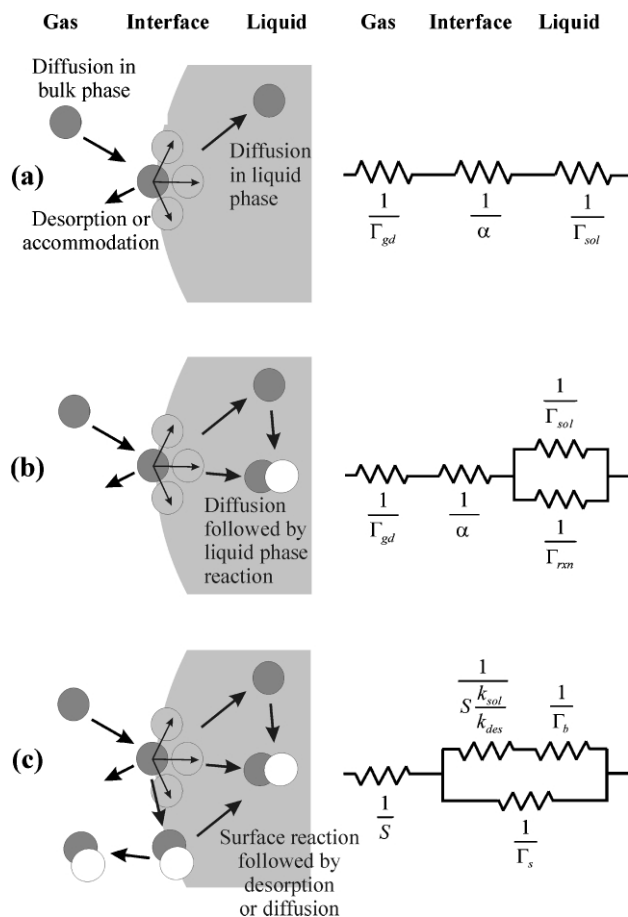 Gas Interface Liquid Gas Interface Liquid
Diffusion in
bulk phase
(a)
Diffusion
in liquid
phase
Desorption or
accommodation
1
Γgd
1
α
1
Γsol
(b)
Diffusion
followed by
liquid phase
reaction
1
Γgd
1
α
1
Γsol
1
Γrxn
(c)
Surface reaction
followed by
desorption
or diffusion
1
S
1
S ksol
kdes
1
Γb
1
Γs